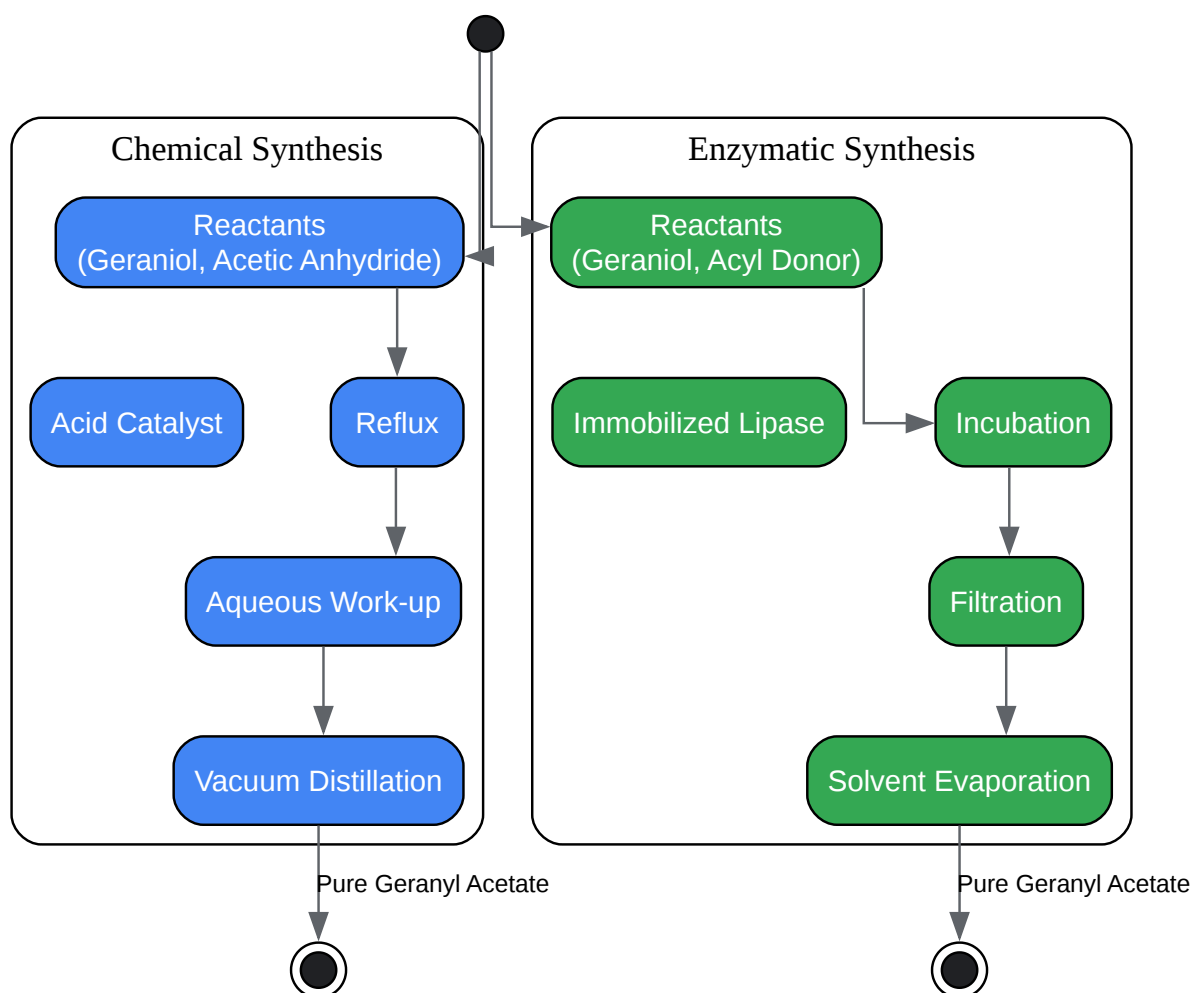 Chemical Synthesis
Reactants
(Geraniol, Acetic Anhydride)
Acid Catalyst
Reflux
Aqueous Work-up
Vacuum Distillation
Pure Geranyl Acetate
Enzymatic Synthesis
Reactants
(Geraniol, Acyl Donor)
Immobilized Lipase
Incubation
Filtration
Solvent Evaporation
Pure Geranyl Acetate